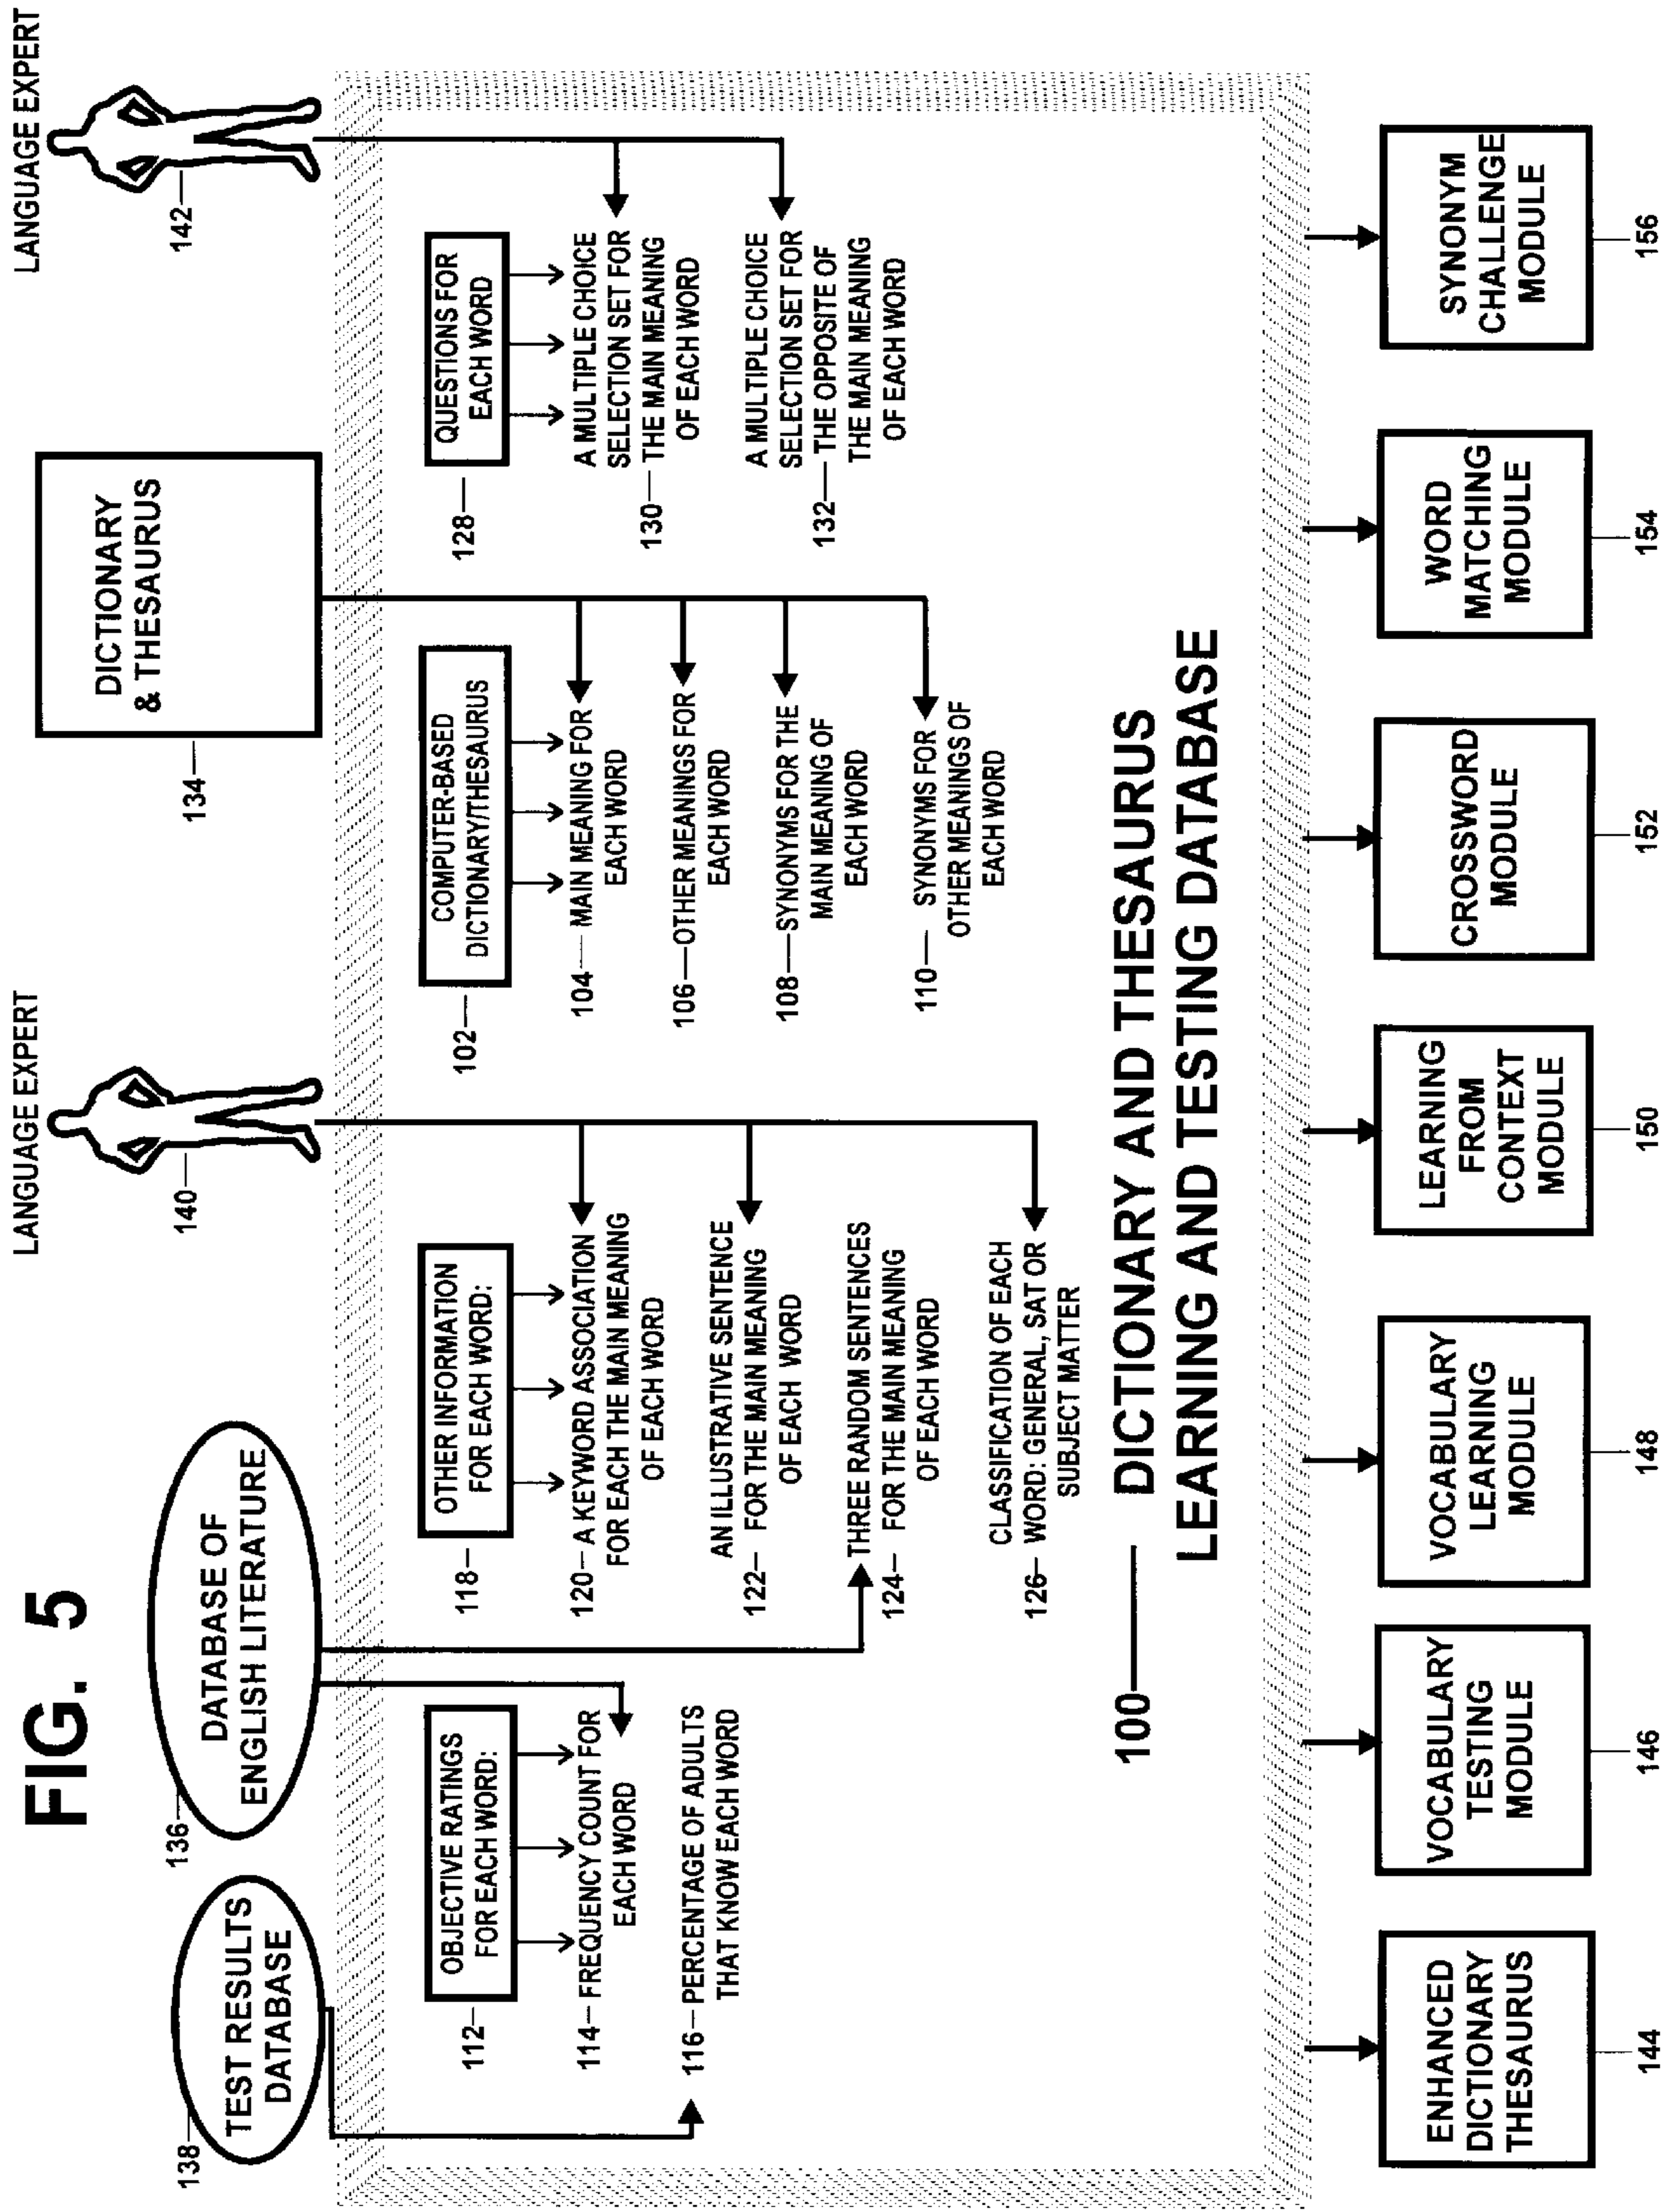 FIG. 5
TEST RESULTS
DATABASE
138
DATABASE OF
ENGLISH LITERATURE
136
LANGUAGE EXPERT
140
DICTIONARY
& THESAURUS
134
LANGUAGE EXPERT
142
OBJECTIVE RATINGS
FOR EACH WORD:
112
114 FREQUENCY COUNT FOR
EACH WORD
116 PERCENTAGE OF ADULTS
THAT KNOW EACH WORD
OTHER INFORMATION
FOR EACH WORD:
118
120 A KEYWORD ASSOCIATION
FOR EACH THE MAIN MEANING
OF EACH WORD
AN ILLUSTRATIVE SENTENCE
122 FOR THE MAIN MEANING
OF EACH WORD
THREE RANDOM SENTENCES
124 FOR THE MAIN MEANING
OF EACH WORD
CLASSIFICATION OF EACH
126 WORD: GENERAL, SAT OR
SUBJECT MATTER
COMPUTER-BASED
DICTIONARY/THESAURUS
102
104 MAIN MEANING FOR
EACH WORD
106 OTHER MEANINGS FOR
EACH WORD
108 SYNONYMS FOR THE
MAIN MEANING OF
EACH WORD
110 SYNONYMS FOR
OTHER MEANINGS OF
EACH WORD
QUESTIONS FOR
EACH WORD
128
A MULTIPLE CHOICE
SELECTION SET FOR
130 THE MAIN MEANING
OF EACH WORD
A MULTIPLE CHOICE
SELECTION SET FOR
132 THE OPPOSITE OF
THE MAIN MEANING
OF EACH WORD
100 DICTIONARY AND THESAURUS
LEARNING AND TESTING DATABASE
ENHANCED
DICTIONARY
THESAURUS
144
VOCABULARY
TESTING
MODULE
146
VOCABULARY
LEARNING
MODULE
148
LEARNING
FROM
CONTEXT
MODULE
150
CROSSWORD
MODULE
152
WORD
MATCHING
MODULE
154
SYNONYM
CHALLENGE
MODULE
156